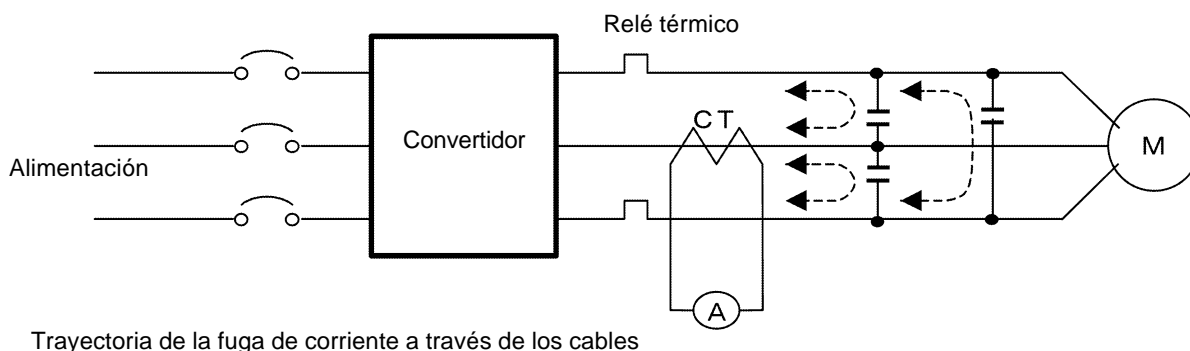 Relé térmico
CT
Convertidor
M
Alimentación
A
Trayectoria de la fuga de corriente a través de los cables